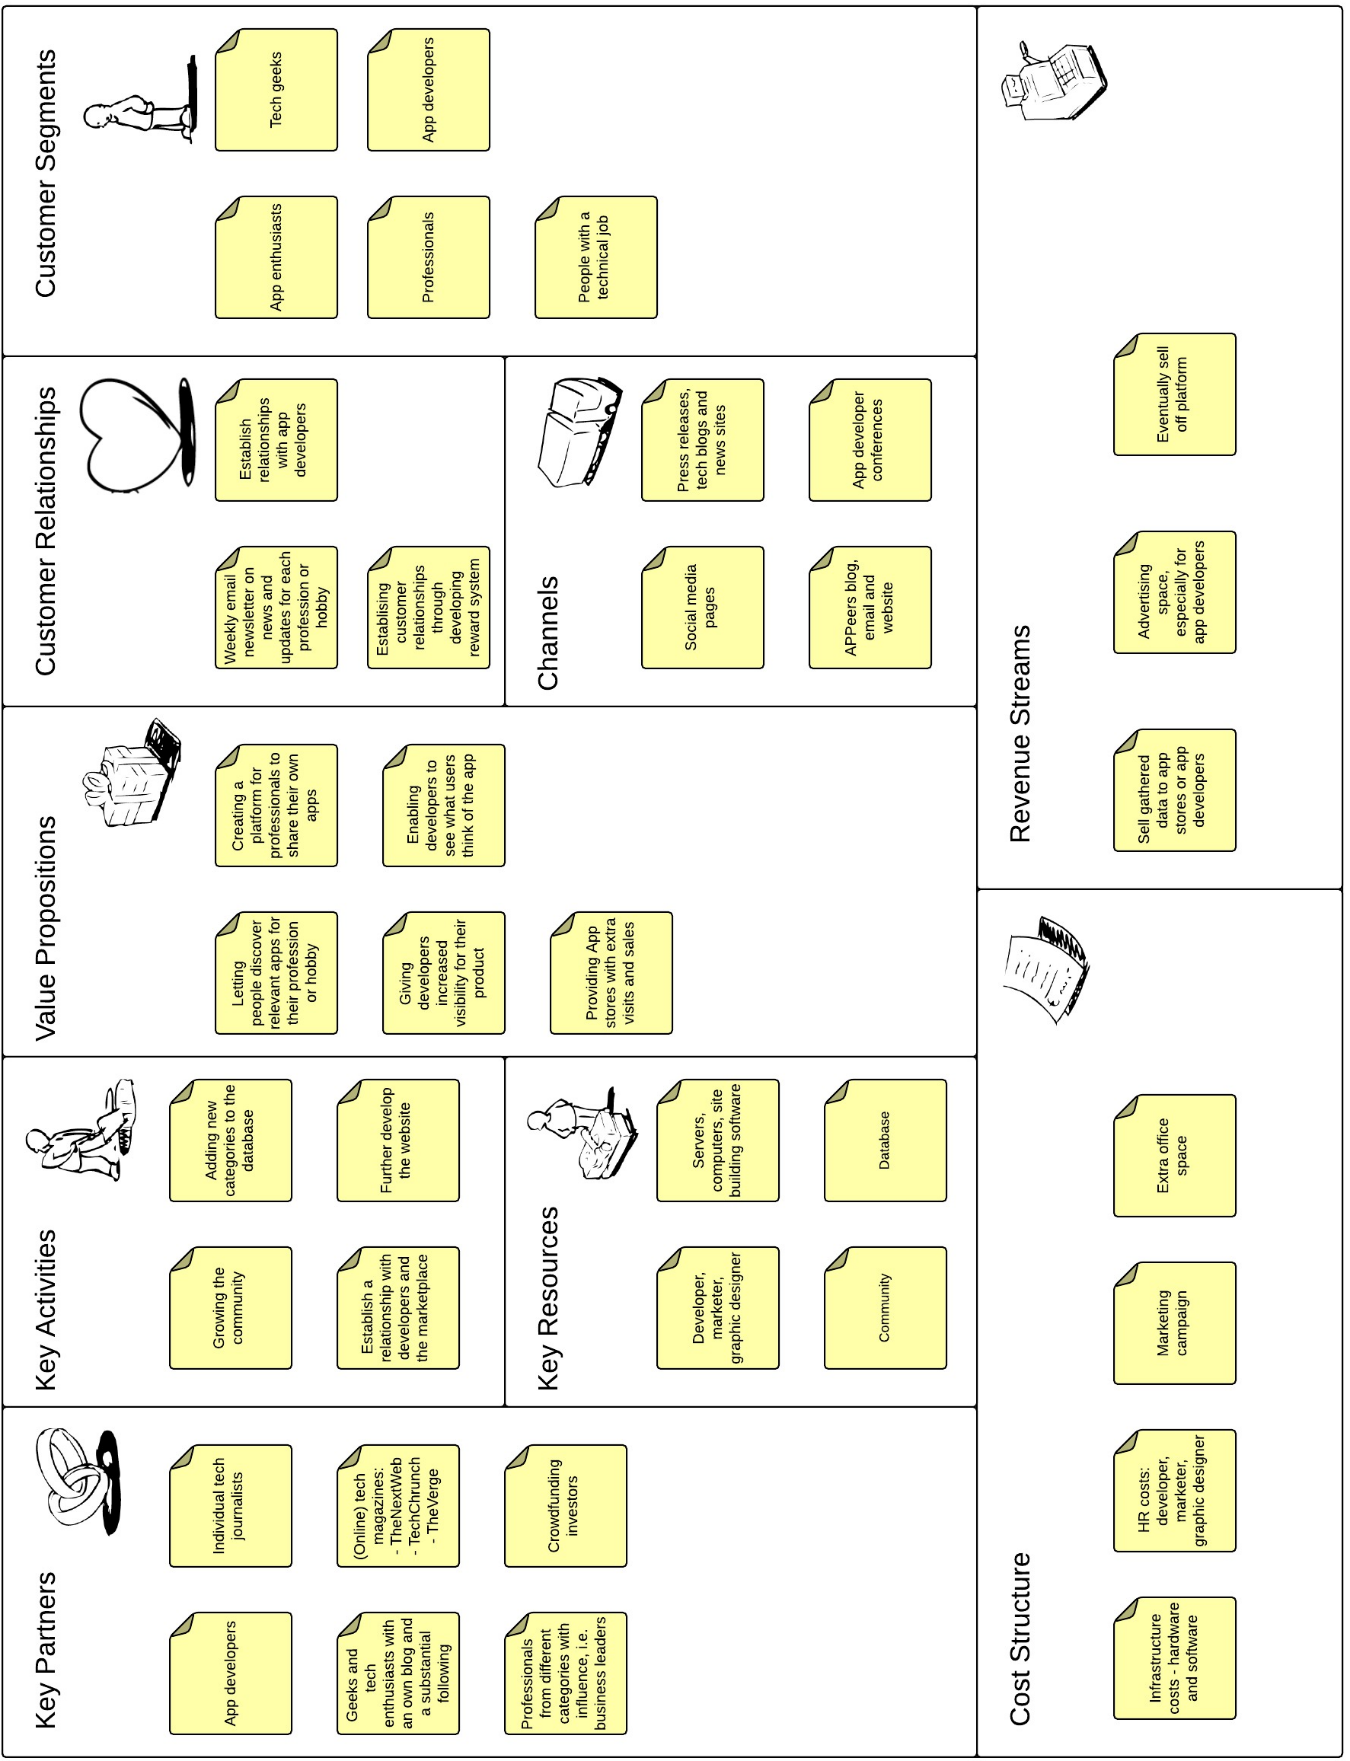 Key Partners
App developers
Individual tech
journalists
Geeks and
tech
enthusiasts with
an own blog and
a substantial
following
(Online) tech
magazines:
- TheNextWeb
- TechChrunch
- TheVerge
Professionals
from different
categories with
influence, i.e.
business leaders
Crowdfunding
investors
Key Activities
Growing the
community
Adding new
categories to the
database
Establish a
relationship with
developers and
the marketplace
Further develop
the website
Key Resources
Developer,
marketer,
graphic designer
Servers,
computers, site
building software
Community
Database
Value Propositions
Letting
people discover
relevant apps for
their profession
or hobby
Creating a
platform for
professionals to
share their own
apps
Giving
developers
increased
visibility for their
product
Enabling
developers to
see what users
think of the app
Providing App
stores with extra
visits and sales
Customer Relationships
Weekly email
newsletter on
news and
updates for each
profession or
hobby
Establish
relationships
with app
developers
Establising
customer
relationships
through
developing
reward system
Channels
Social media
pages
Press releases,
tech blogs and
news sites
APPeers blog,
email and
website
App developer
conferences
Customer Segments
App enthusiasts
Tech geeks
Professionals
App developers
People with a
technical job
Cost Structure
Infrastructure
costs - hardware
and software
HR costs:
developer,
marketer,
graphic designer
Marketing
campaign
Extra office
space
Revenue Streams
Sell gathered
data to app
stores or app
developers
Advertising
space,
especially for
app developers
Eventually sell
off platform